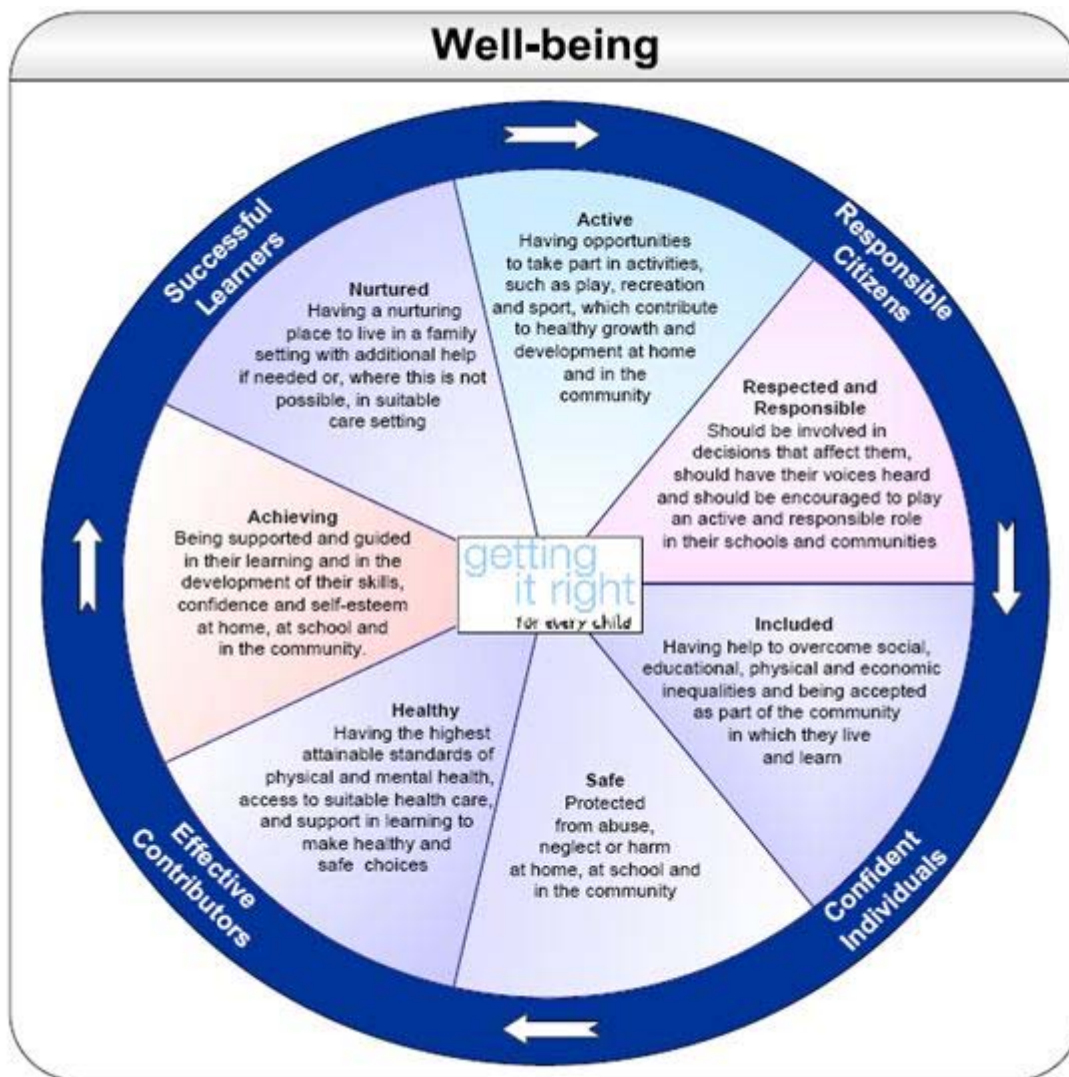 Well-being
Successful
Learners
Responsible
Citizens
Confident
Individuals
Effective
Contributors
Active
Having opportunities
to take part in activities,
such as play, recreation
and sport, which contribute
to healthy growth and
development at home
and in the
community
Respected and
Responsible
Should be involved in
decisions that affect them,
should have their voices heard
and should be encouraged to play
an active and responsible role
in their schools and communities
Included
Having help to overcome social,
educational, physical and economic
inequalities and being accepted
as part of the community
in which they live
and learn
Safe
Protected
from abuse,
neglect or harm
at home, at school and
in the community
Healthy
Having the highest
attainable standards of
physical and mental health,
access to suitable health care,
and support in learning to
make healthy and
safe choices
Achieving
Being supported and guided
in their learning and in the
development of their skills,
confidence and self-esteem
at home, at school and
in the community.
Nurtured
Having a nurturing
place to live in a family
setting with additional help
if needed or, where this is not
possible, in suitable
care setting
getting
it right
for every child